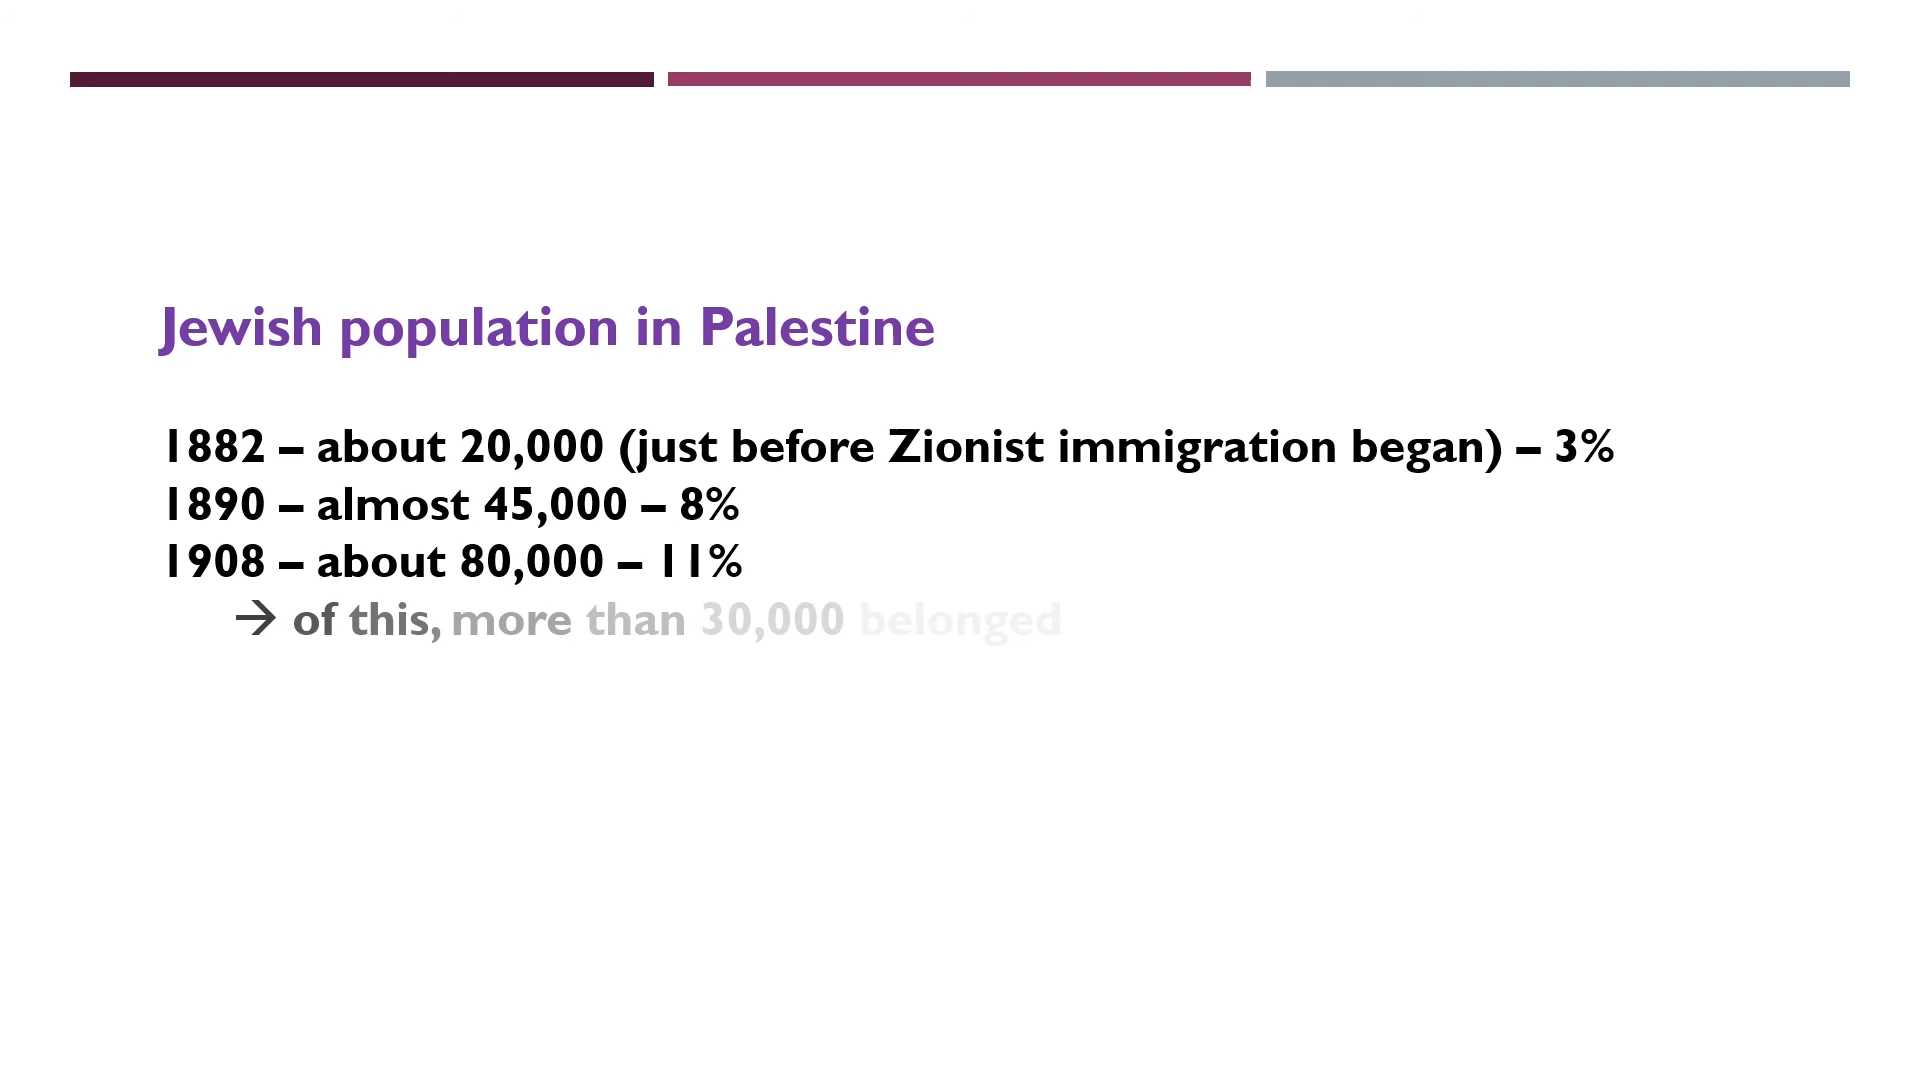 Jewish population in Palestine
1882 – about 20,000 (just before Zionist immigration began) – 3%
1890 – almost 45,000 – 8%
1908 – about 80,000 – 11%
→ of this, more than 30,000 belonged